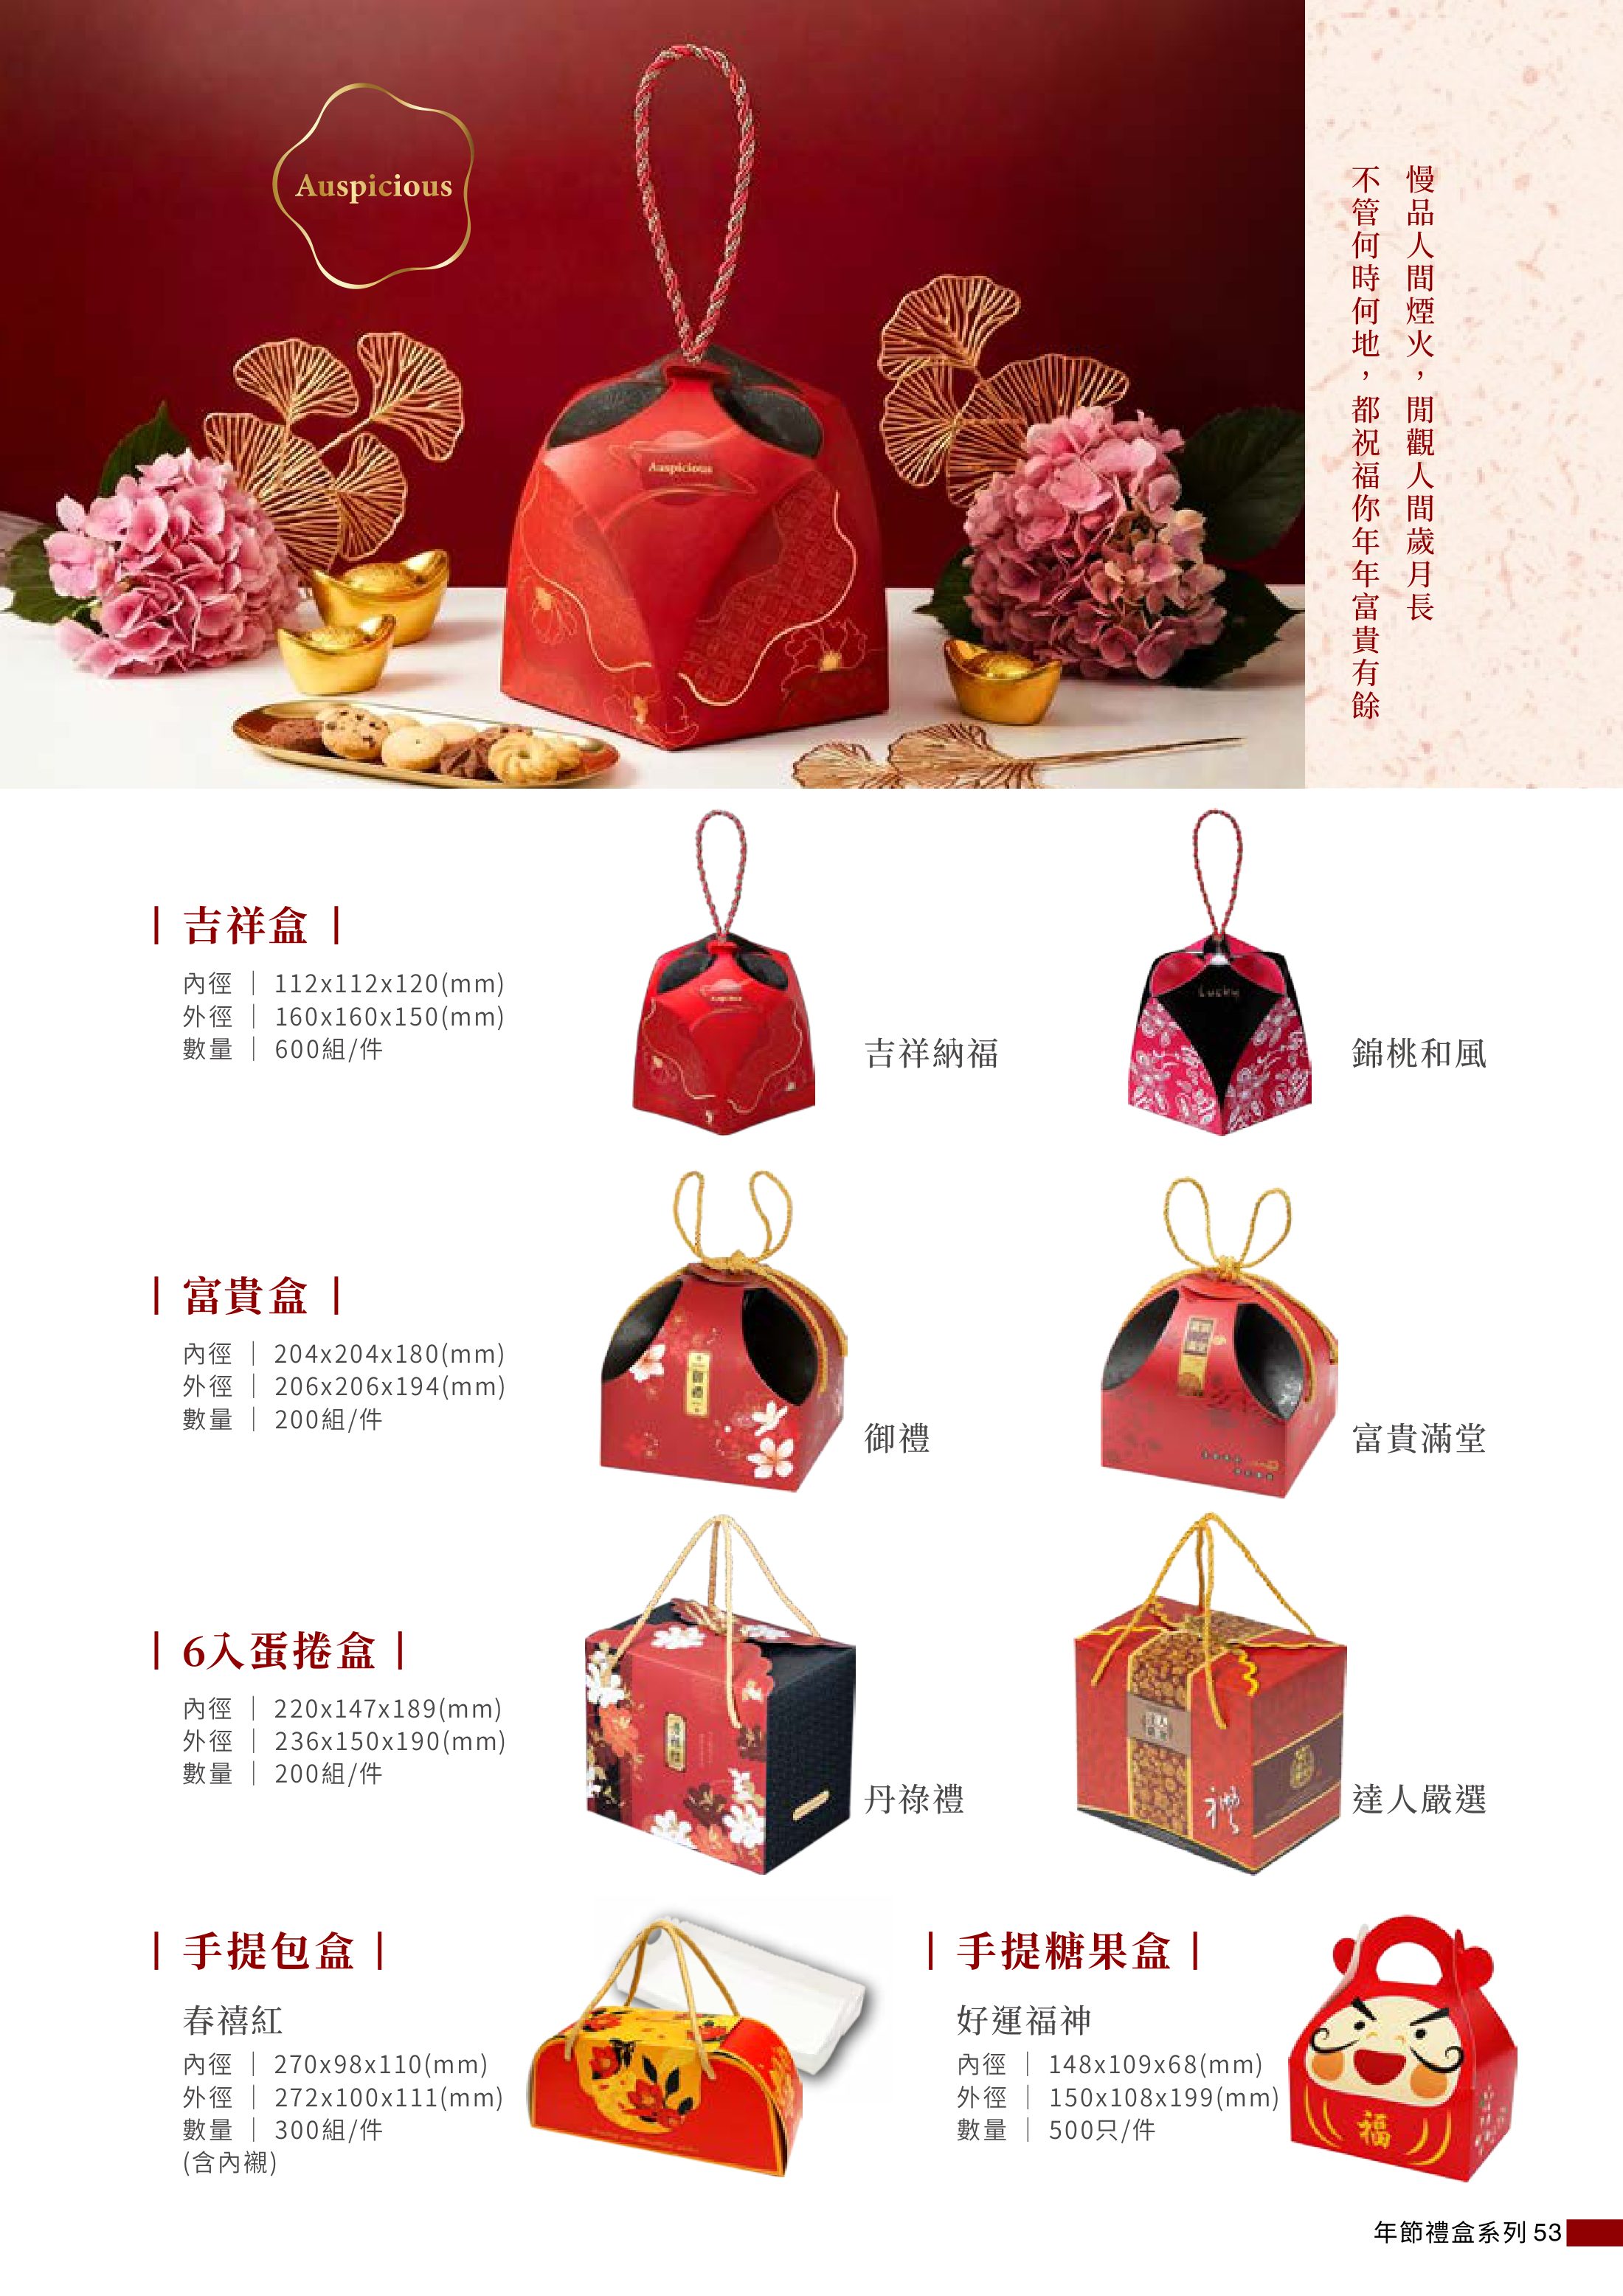 Auspicious
慢品人間煙火，閒觀人間歲月長
不管何時何地，都祝福你年年富貴有餘
Auspicious
吉祥盒
內徑｜112x112x120(mm)
外徑｜160x160x150(mm)
數量｜600組/件
Auspicious
吉祥納福
Lucky
錦桃和風
富貴盒
內徑｜204x204x180(mm)
外徑｜206x206x194(mm)
數量｜200組/件
御禮
御禮
富貴滿堂
6入蛋捲盒
內徑｜220x147x189(mm)
外徑｜236x150x190(mm)
數量｜200組/件
丹祿禮
禮
達人嚴選
手提包盒
春禧紅
內徑｜270x98x110(mm)
外徑｜272x100x111(mm)
數量｜300組/件
(含內襯)
手提糖果盒
好運福神
內徑｜148x109x68(mm)
外徑｜150x108x199(mm)
數量｜500只/件
福
年節禮盒系列 53